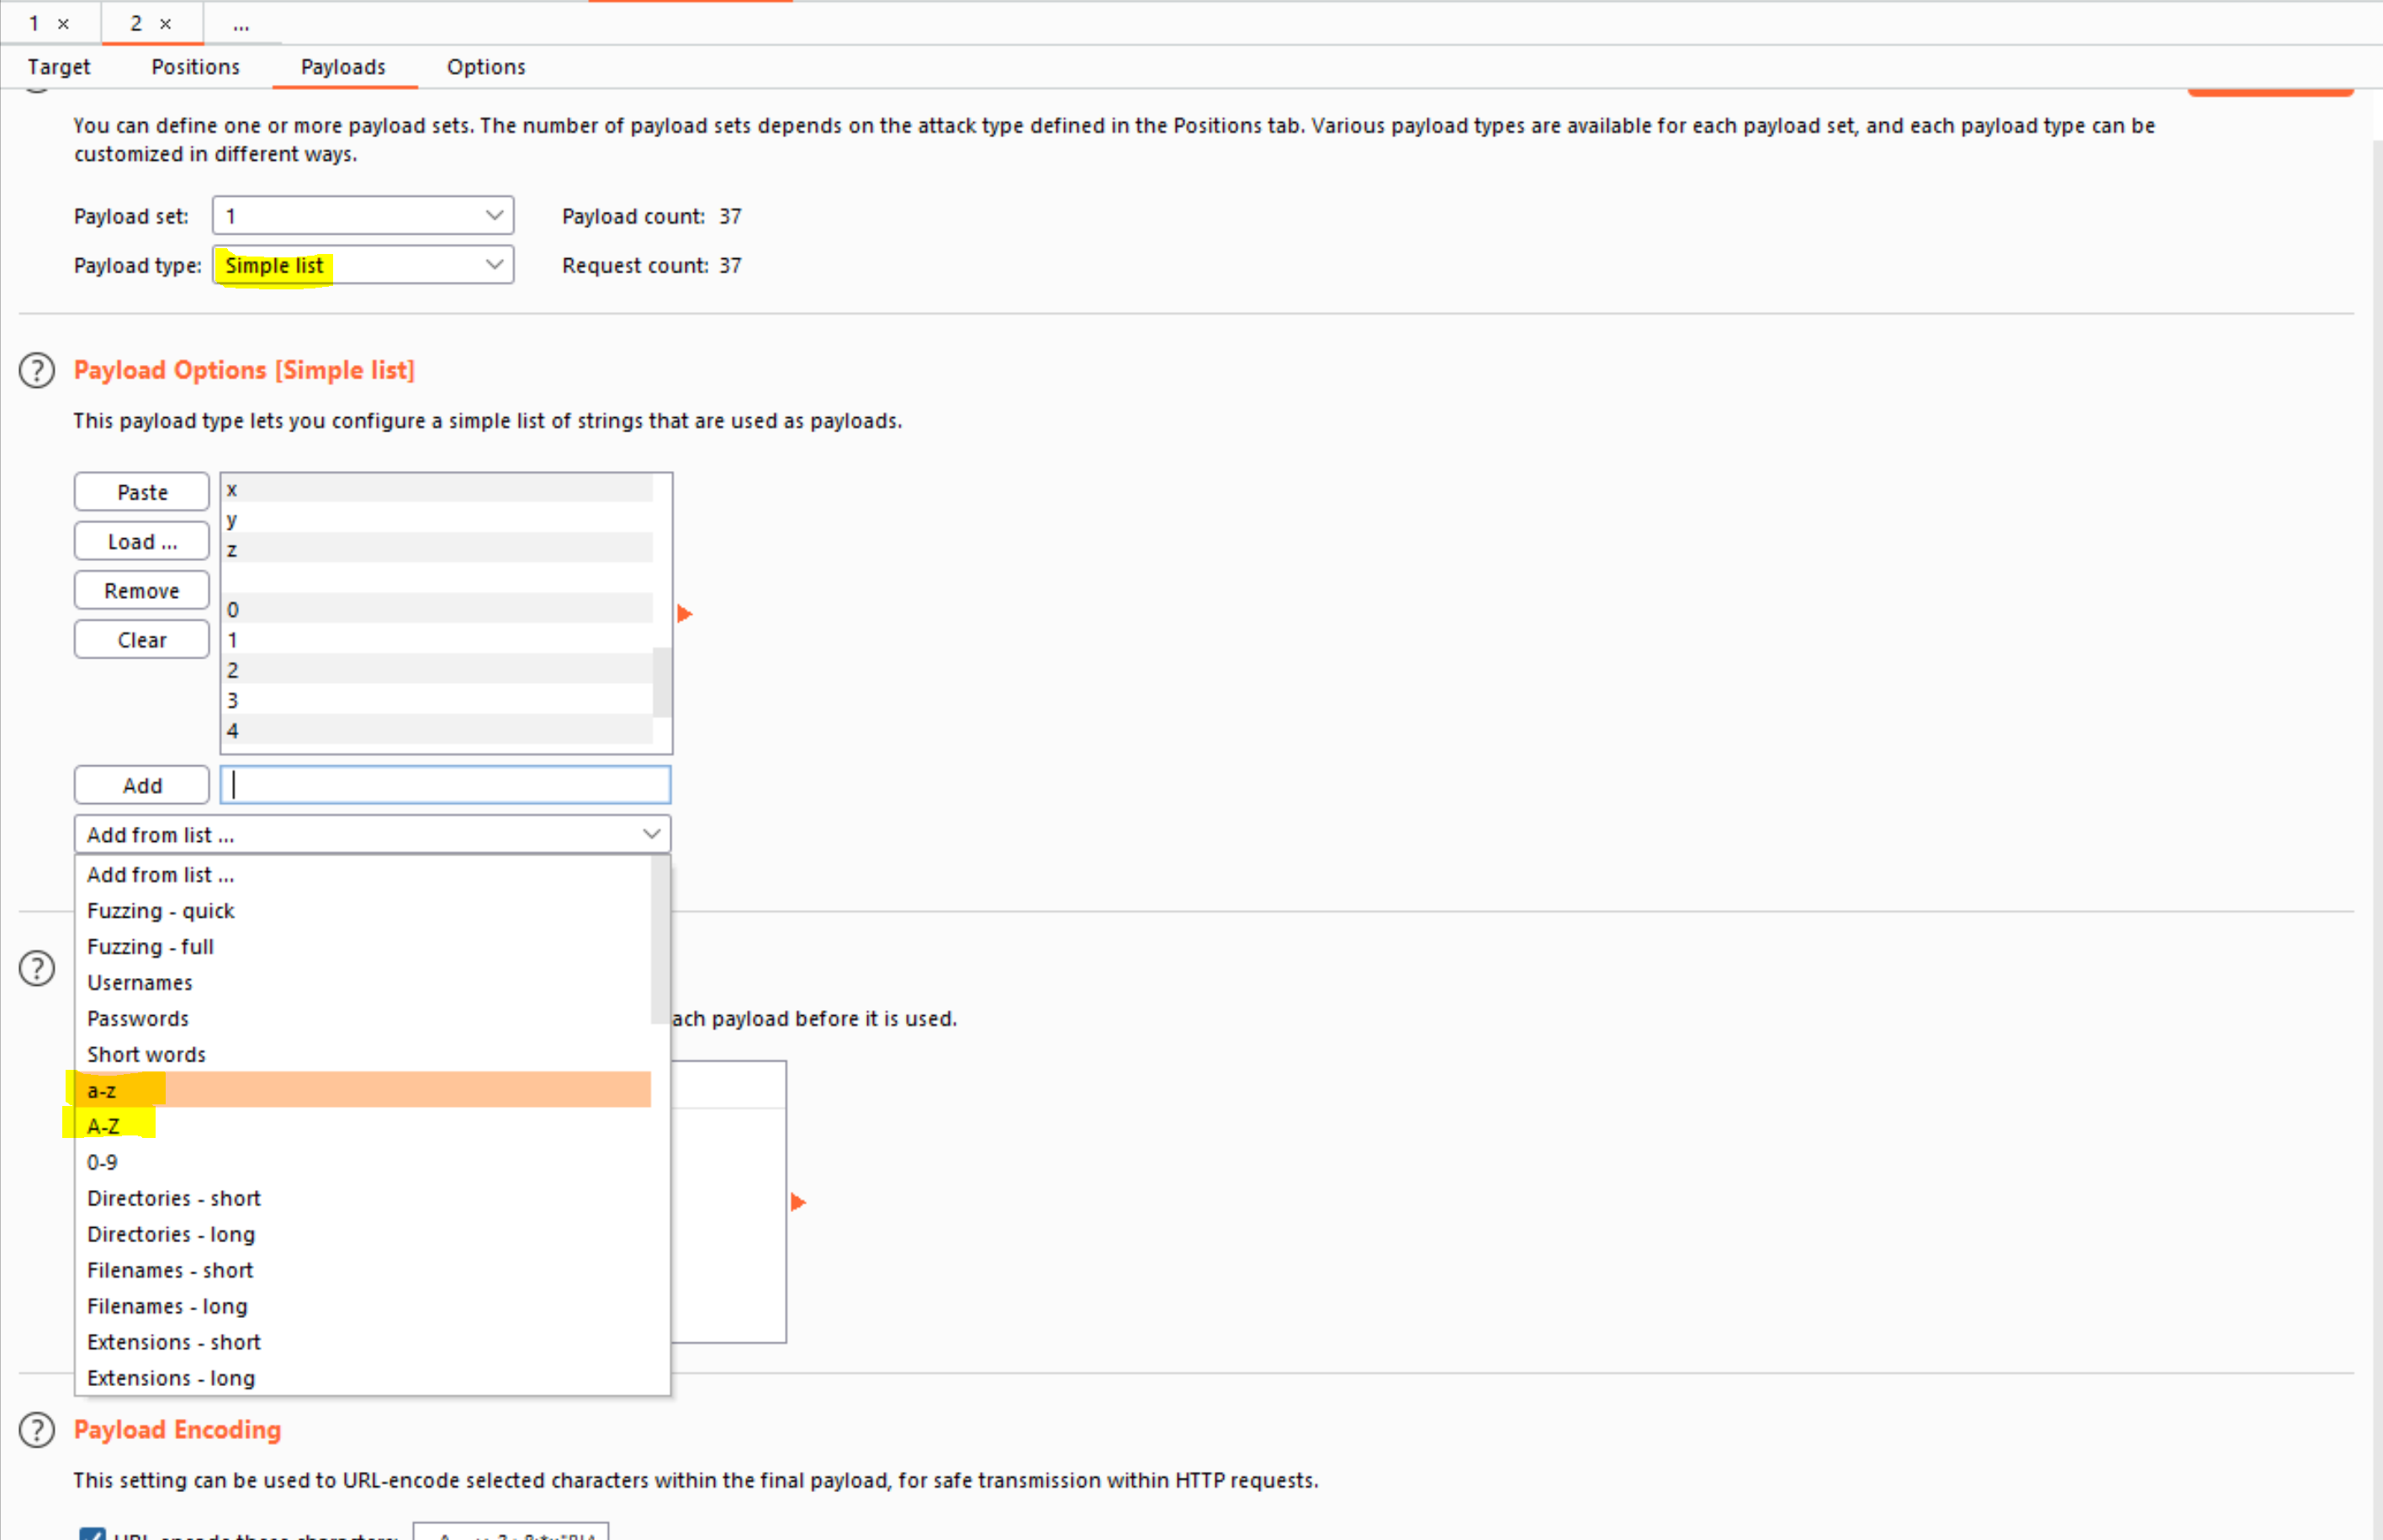 1 × 2 × ...
Target Positions Payloads Options
You can define one or more payload sets. The number of payload sets depends on the attack type defined in the Positions tab. Various payload types are available for each payload set, and each payload type can be
customized in different ways.
Payload set: 1 Payload count: 37
Payload type: Simple list Request count: 37
? Payload Options [Simple list]
This payload type lets you configure a simple list of strings that are used as payloads.
Paste
Load ...
Remove
Clear
x
y
z
0
1
2
3
4
Add
Add from list ...
Add from list ...
Fuzzing - quick
Fuzzing - full
Usernames
Passwords
Short words
a-z
A-Z
0-9
Directories - short
Directories - long
Filenames - short
Filenames - long
Extensions - short
Extensions - long
?
ach payload before it is used.
? Payload Encoding
This setting can be used to URL-encode selected characters within the final payload, for safe transmission within HTTP requests.
URL-encode these characters: